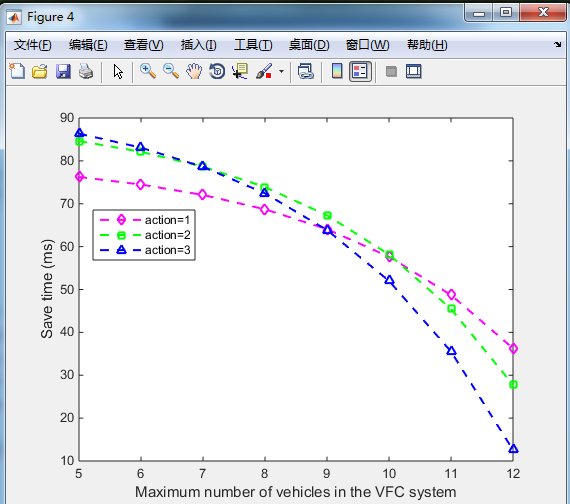 Figure 4
文件(F) 编辑(E) 查看(V) 插入(I) 工具(T) 桌面(D) 窗口(W) 帮助(H)
90
80
70
60
50
40
30
20
10
Save time (ms)
action=1
action=2
action=3
5 6 7 8 9 10 11 12
Maximum number of vehicles in the VFC system